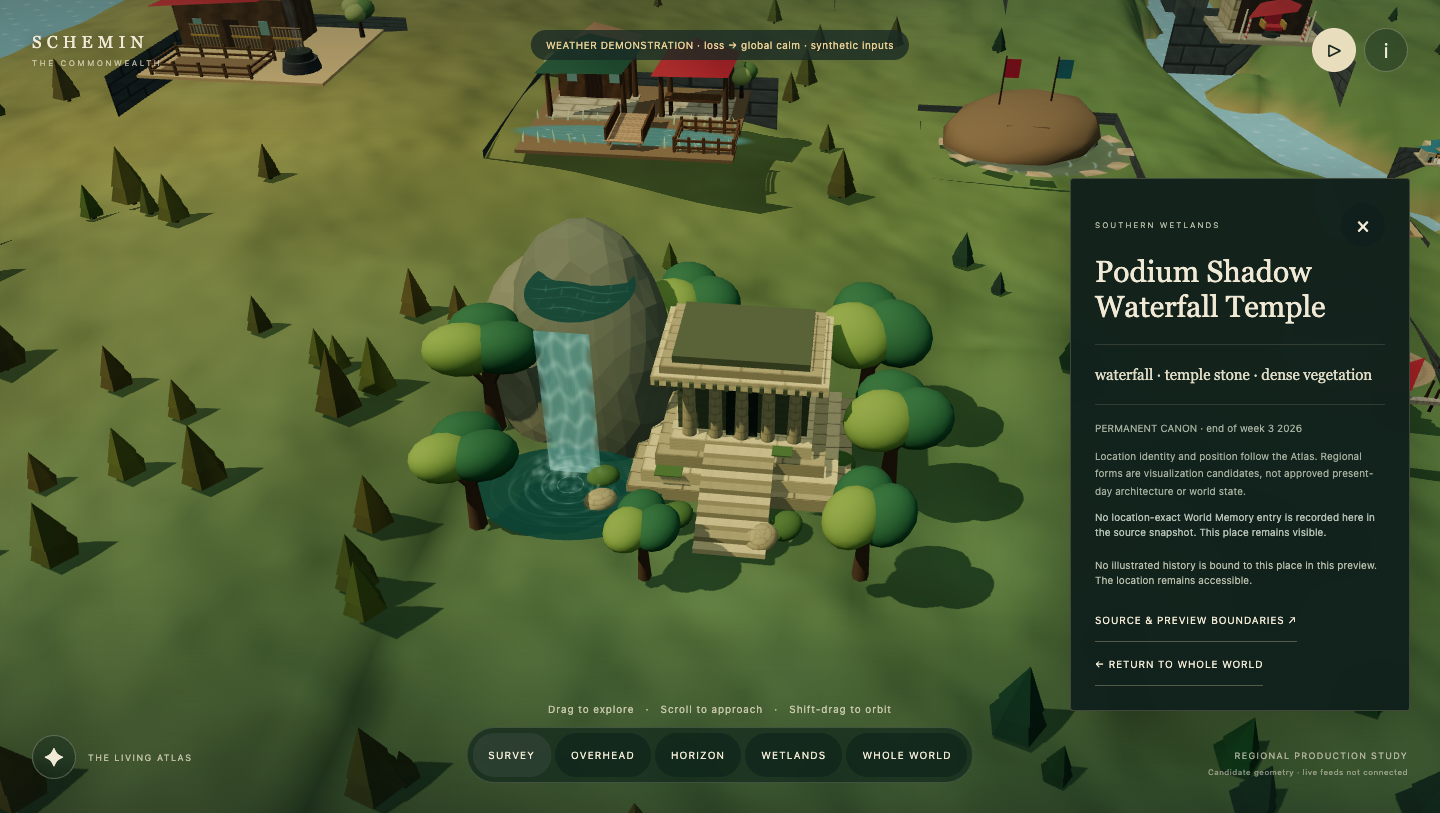 SCHEMIN
THE COMMONWEALTH
WEATHER DEMONSTRATION · loss → global calm · synthetic inputs
i
SOUTHERN WETLANDS
×
Podium Shadow
Waterfall Temple
waterfall · temple stone · dense vegetation
PERMANENT CANON · end of week 3 2026
Location identity and position follow the Atlas. Regional
forms are visualization candidates, not approved present-
day architecture or world state.
No location-exact World Memory entry is recorded here in
the source snapshot. This place remains visible.
No illustrated history is bound to this place in this preview.
The location remains accessible.
SOURCE & PREVIEW BOUNDARIES ↗
← RETURN TO WHOLE WORLD
Drag to explore · Scroll to approach · Shift-drag to orbit
SURVEY
OVERHEAD
HORIZON
WETLANDS
WHOLE WORLD
THE LIVING ATLAS
REGIONAL PRODUCTION STUDY
Candidate geometry · live feeds not connected